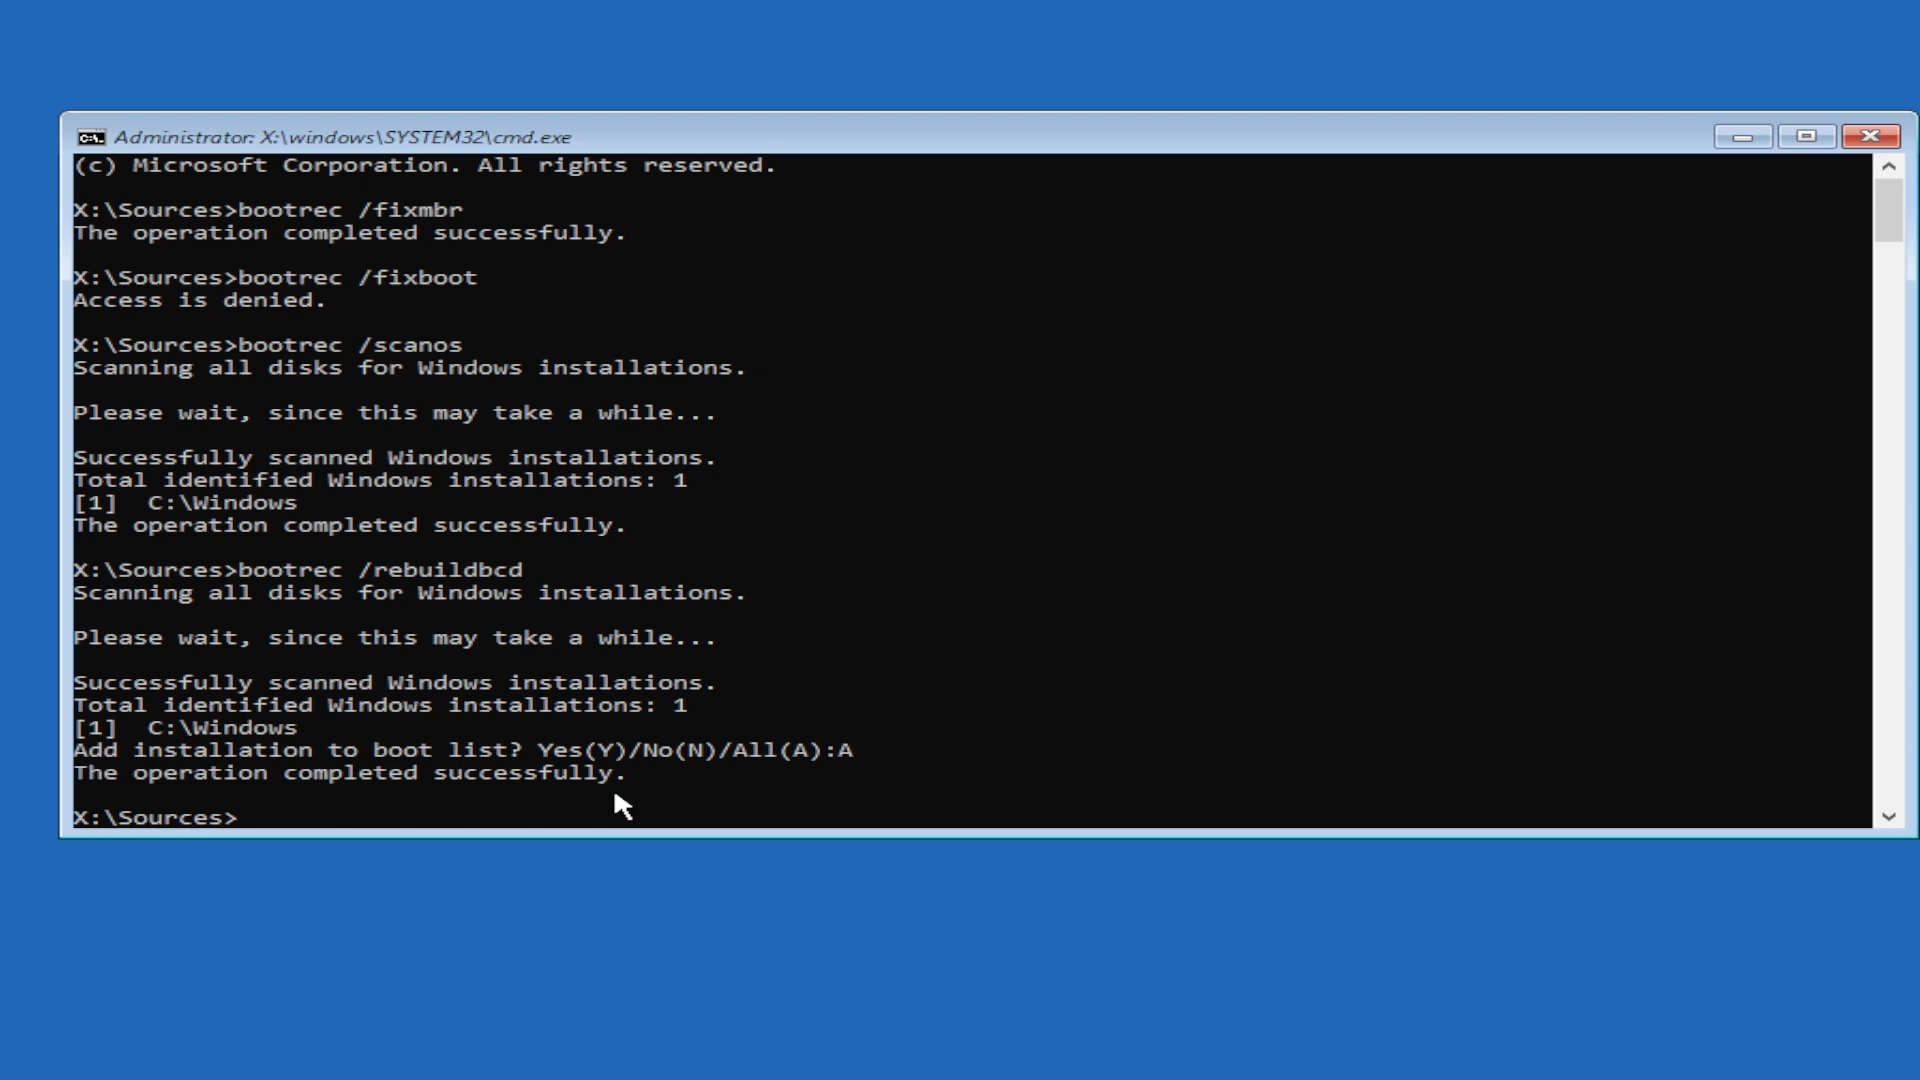 Administrator: X:\windows\SYSTEM32\cmd.exe
(c) Microsoft Corporation. All rights reserved.
X:\Sources>bootrec /fixmbr
The operation completed successfully.
X:\Sources>bootrec /fixboot
Access is denied.
X:\Sources>bootrec /scanos
Scanning all disks for Windows installations.
Please wait, since this may take a while...
Successfully scanned Windows installations.
Total identified Windows installations: 1
[1]  C:\Windows
The operation completed successfully.
X:\Sources>bootrec /rebuildbcd
Scanning all disks for Windows installations.
Please wait, since this may take a while...
Successfully scanned Windows installations.
Total identified Windows installations: 1
[1]  C:\Windows
Add installation to boot list? Yes(Y)/No(N)/All(A):A
The operation completed successfully.
X:\Sources>